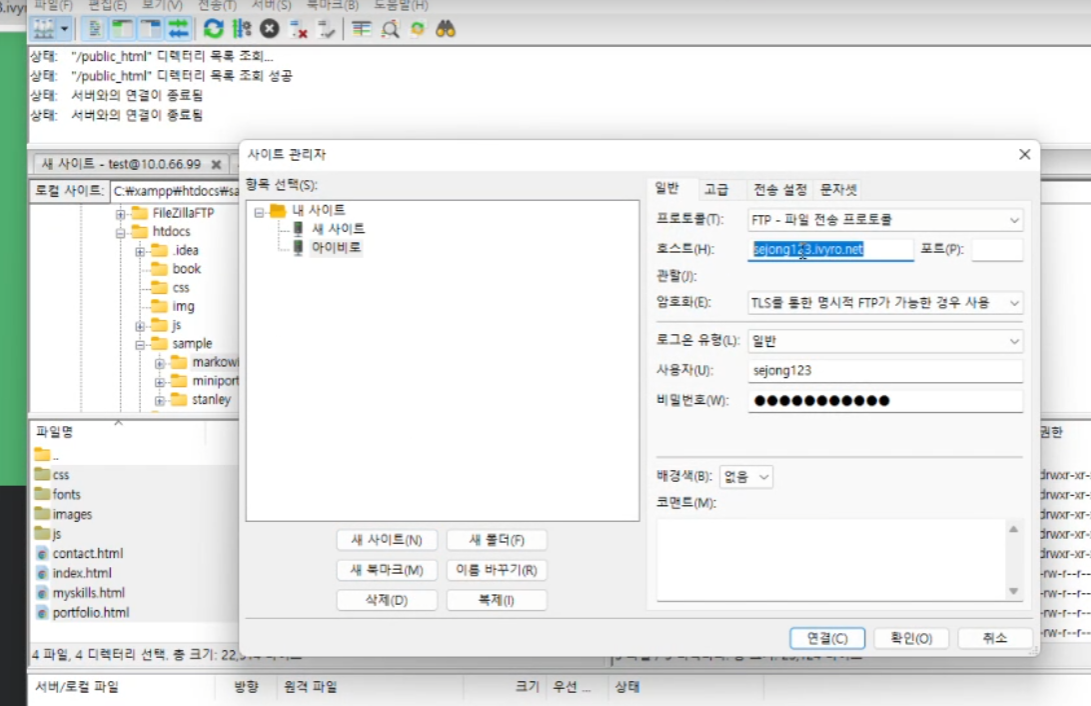 파일(F) 편집(E) 보기(V) 전송(T) 서버(S) 북마크(B) 도움말(H)
상태: "/public_html" 디렉터리 목록 조회...
상태: "/public_html" 디렉터리 목록 조회 성공
상태: 서버와의 연결이 종료됨
상태: 서버와의 연결이 종료됨
새 사이트 - test@10.0.66.99
로컬 사이트: C:₩xampp₩htdocs₩sa
FileZillaFTP
htdocs
.idea
book
css
img
js
sample
markowi
miniport
stanley
파일명
..
css
fonts
images
js
contact.html
index.html
myskills.html
portfolio.html
4 파일, 4 디렉터리 선택. 총 크기:
서버/로컬 파일 방향 원격 파일 크기 우선 ... 상태
사이트 관리자
항목 선택(S):
내 사이트
새 사이트
아이비로
새 사이트(N) 새 폴더(F)
새 북마크(M) 이름 바꾸기(R)
삭제(D) 복제(I)
일반 고급 전송 설정 문자셋
프로토콜(T): FTP - 파일 전송 프로토콜
호스트(H): sejong123.ivyro.net 포트(P):
관할(J):
암호화(E): TLS를 통한 명시적 FTP가 가능한 경우 사용
로그온 유형(L): 일반
사용자(U): sejong123
비밀번호(W): ●●●●●●●●●●●
배경색(B): 없음
코멘트(M):
연결(C) 확인(O) 취소
권한
drwxr-xr-
drwxr-xr-
drwxr-xr-
drwxr-xr-
drwxr-xr-
-rw-r--r--
-rw-r--r--
-rw-r--r--
-rw-r--r--